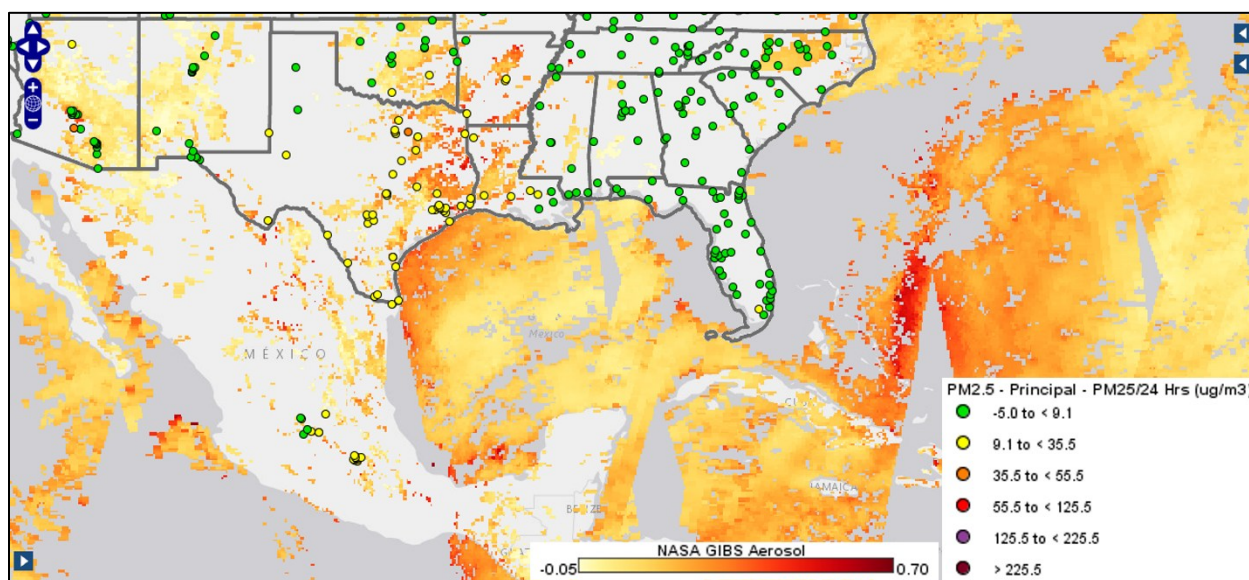 MÉXICO
Mexico
JAMAICA
PM2.5 - Principal - PM25/24 Hrs (ug/m3)
-5.0 to < 9.1
9.1 to < 35.5
35.5 to < 55.5
55.5 to < 125.5
125.5 to < 225.5
> 225.5
NASA GIBS Aerosol
-0.05
0.70